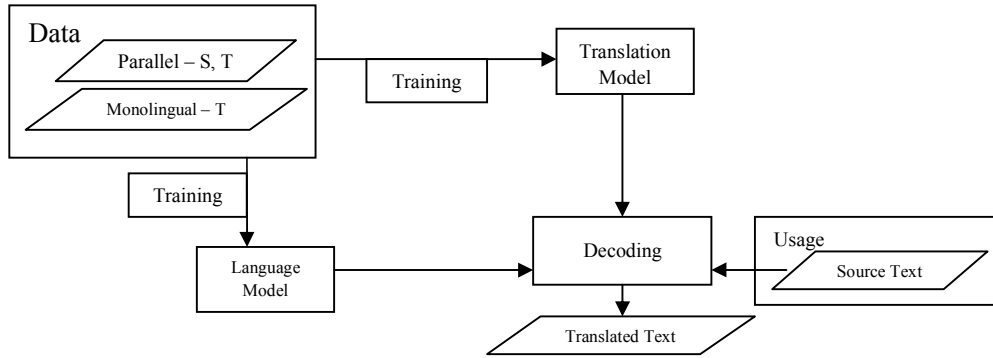 Data
Parallel – S, T
Monolingual – T
Training
Translation
Model
Training
Language
Model
Decoding
Usage
Source Text
Translated Text